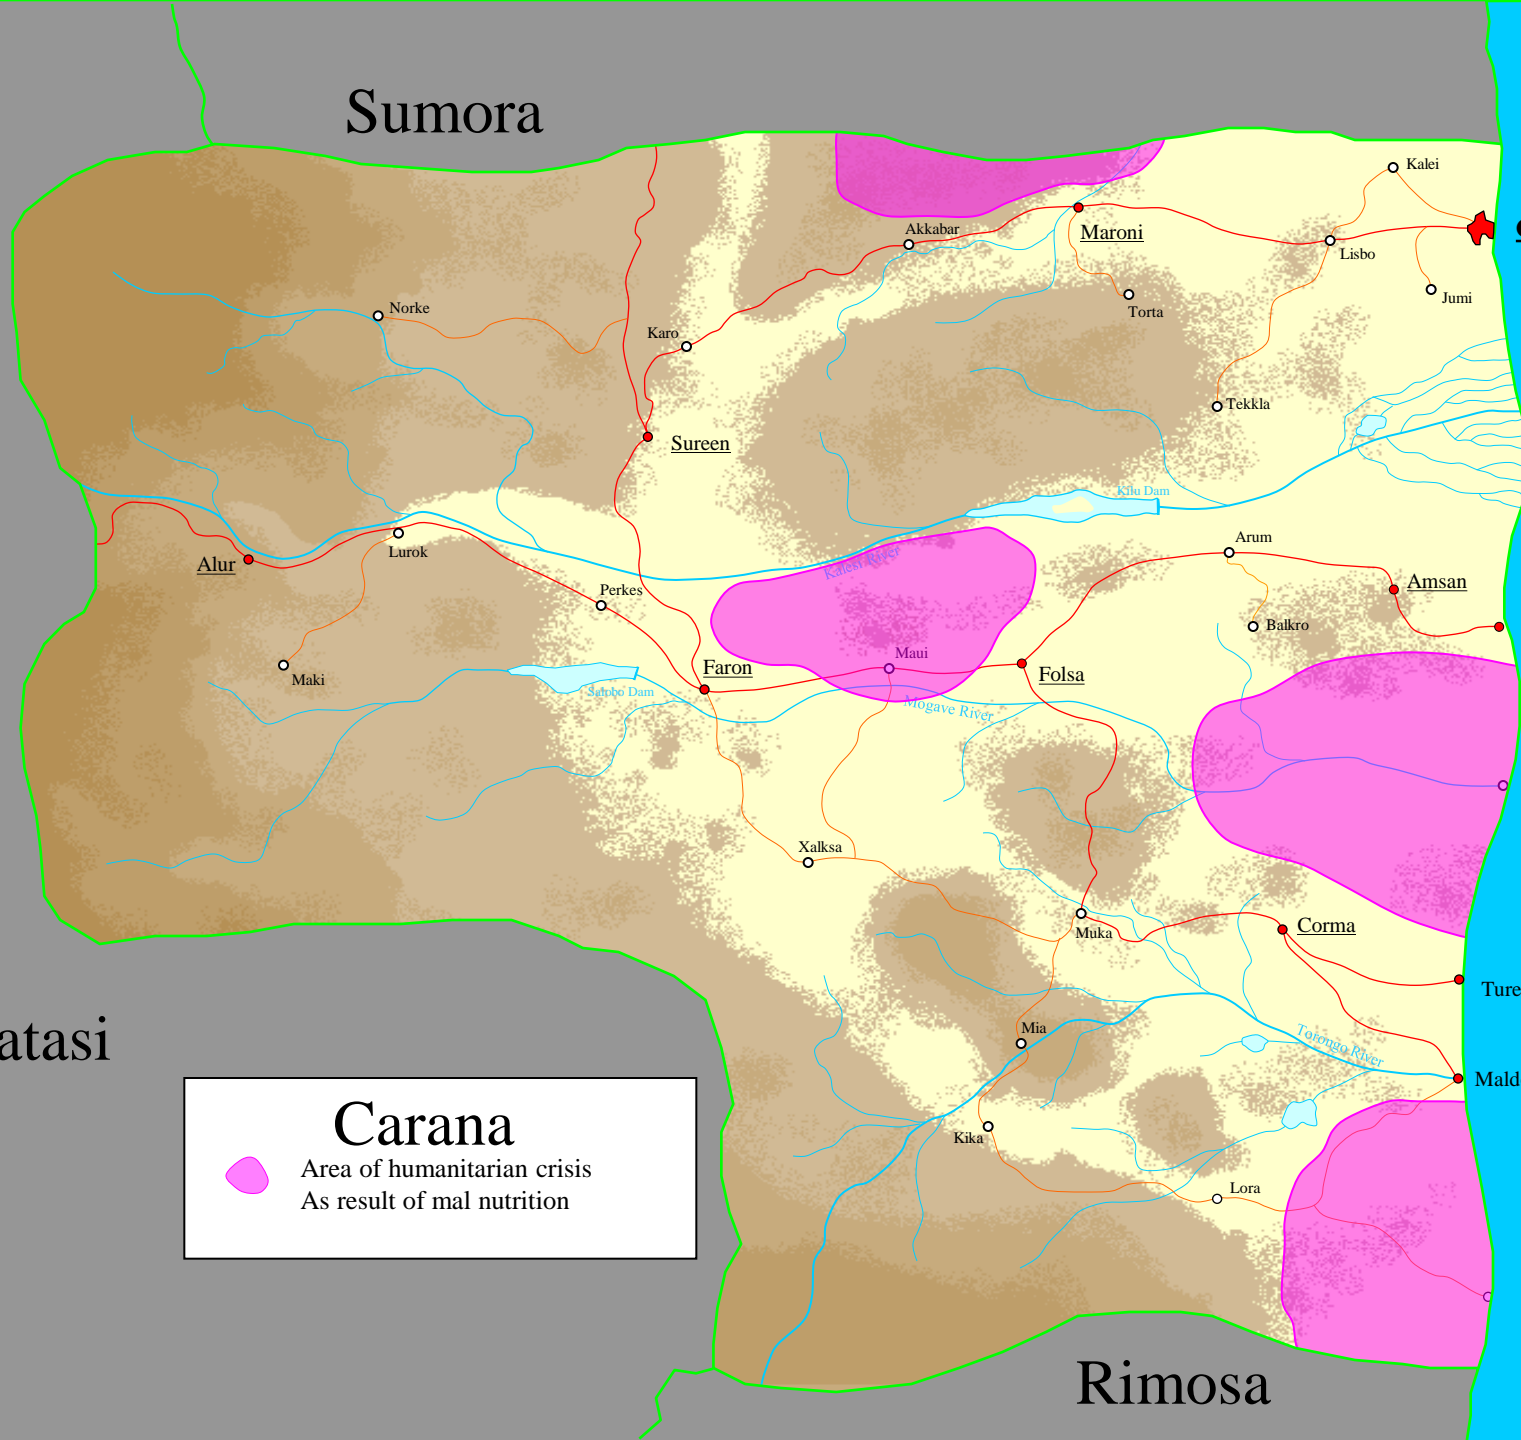 Sumora
Kalei
Akkabar
Maroni
Lisbo
Norke
Torta
Jumi
Karo
Tekkla
Sureen
Kilu Dam
Arum
Lurok
Alur
Kalesi River
Amsan
Perkes
Balkro
Maui
Faron
Folsa
Maki
Salobo Dam
Mogave River
Xalksa
Corma
Muka
Ture
Mia
atasi
Torongo River
Mald
Carana
Kika
Area of humanitarian crisis
As result of mal nutrition
Lora
Rimosa